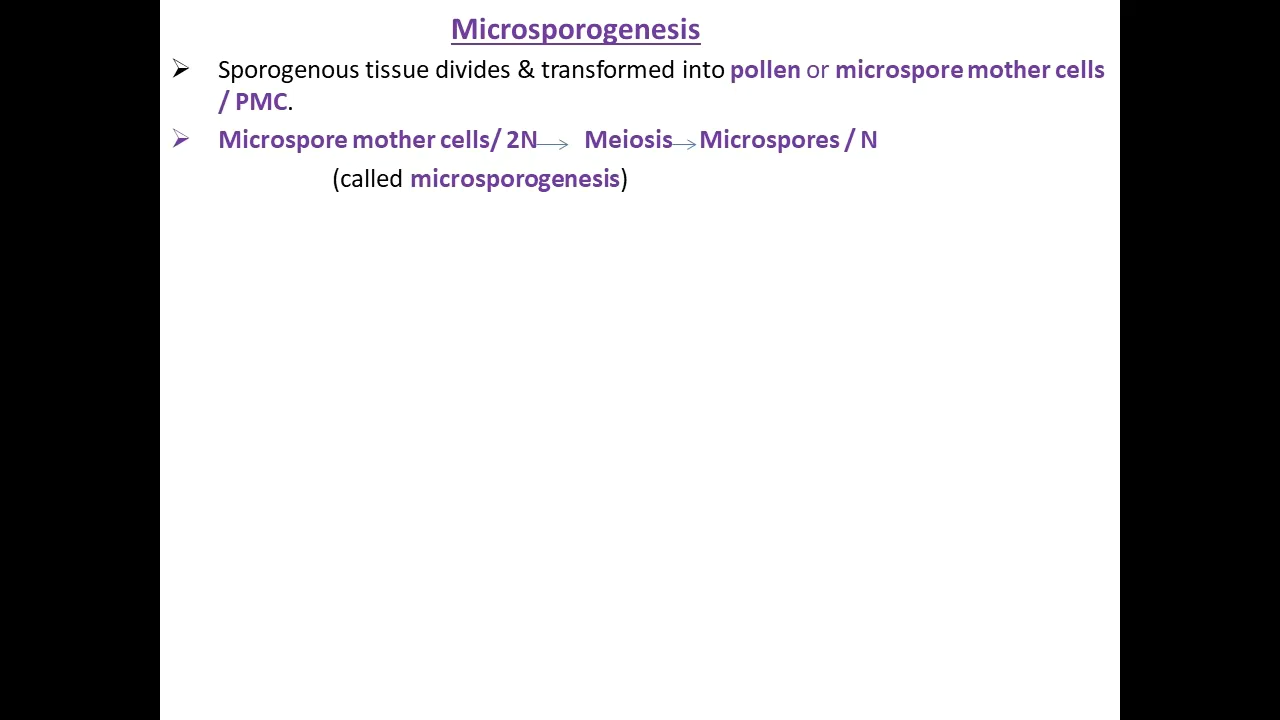 Microsporogenesis
➢ Sporogenous tissue divides & transformed into pollen or microspore mother cells
/ PMC.
➢ Microspore mother cells/ 2N → Meiosis → Microspores / N
(called microsporogenesis)